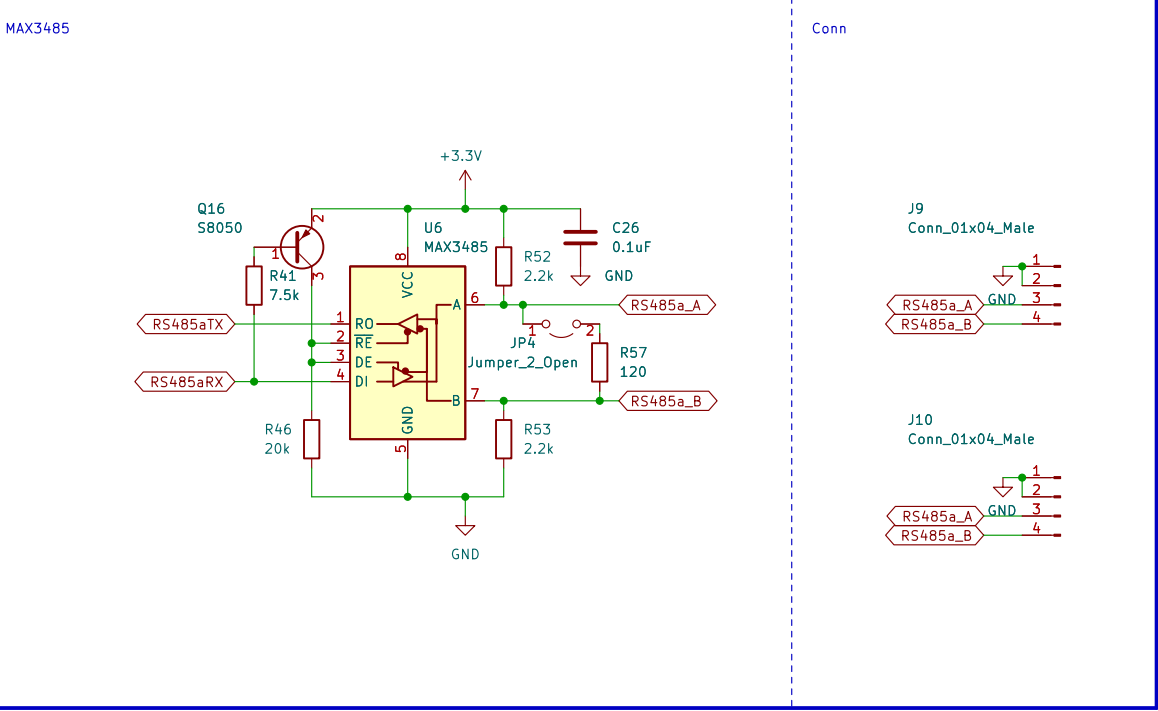 MAX3485
Conn
+3.3V
Q16
S8050
2
1
3
R41
7.5k
U6
MAX3485
8
VCC
R52
2.2k
C26
0.1uF
GND
RS485aTX
1
RO
2
RE
3
DE
RS485aRX
4
DI
A
6
RS485a_A
1
2
JP4
Jumper_2_Open
R57
120
B
7
RS485a_B
GND
5
R46
20k
R53
2.2k
GND
J9
Conn_01x04_Male
1
2
GND
RS485a_A
3
RS485a_B
4
J10
Conn_01x04_Male
1
2
GND
RS485a_A
3
RS485a_B
4